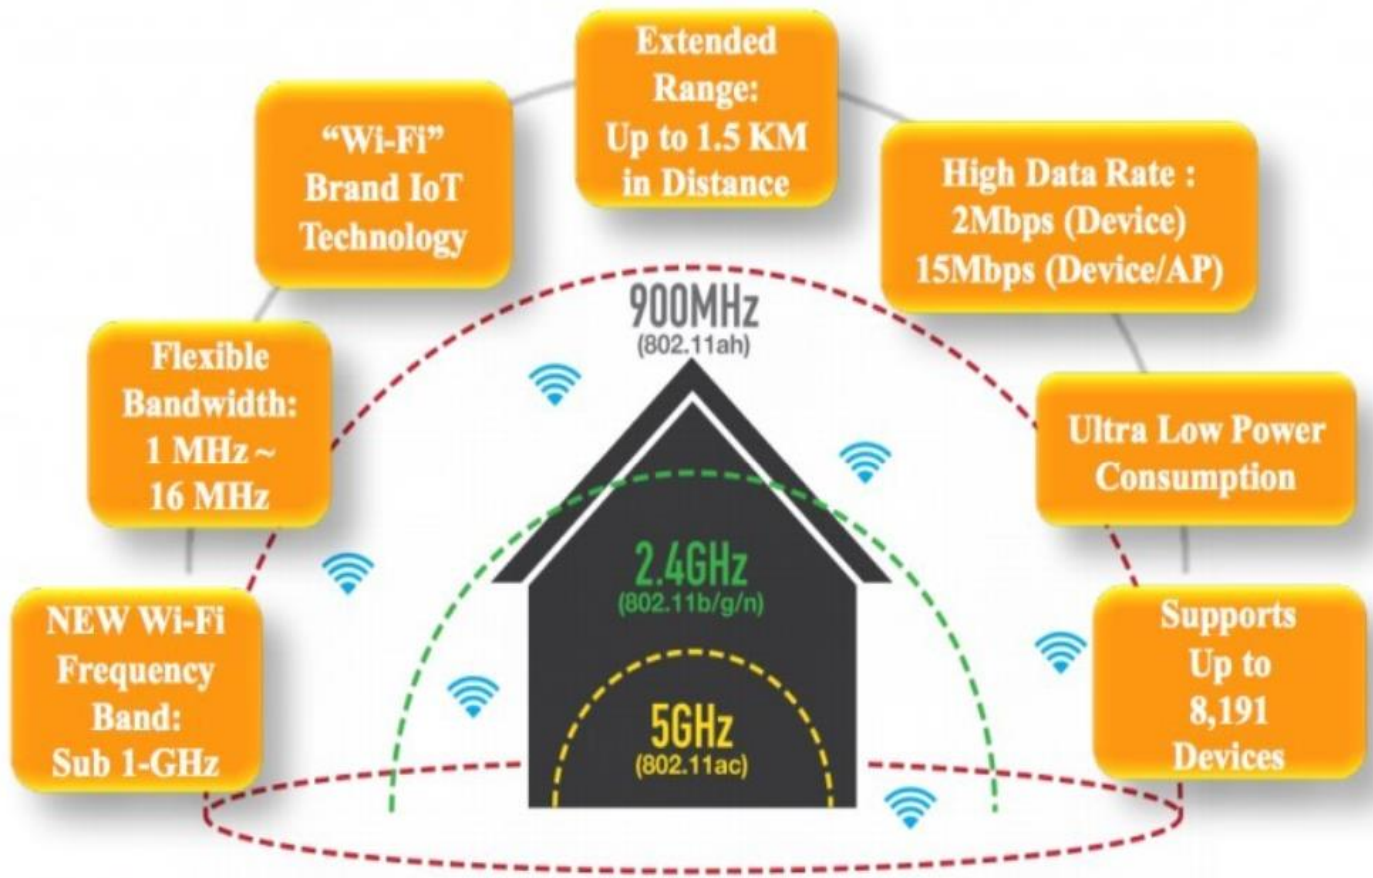 Extended
Range:
Up to 1.5 KM
in Distance
“Wi-Fi”
Brand IoT
Technology
High Data Rate :
2Mbps (Device)
15Mbps (Device/AP)
Flexible
Bandwidth:
1 MHz ~
16 MHz
Ultra Low Power
Consumption
NEW Wi-Fi
Frequency
Band:
Sub 1-GHz
Supports
Up to
8,191
Devices
900MHz
(802.11ah)
2.4GHz
(802.11b/g/n)
5GHz
(802.11ac)